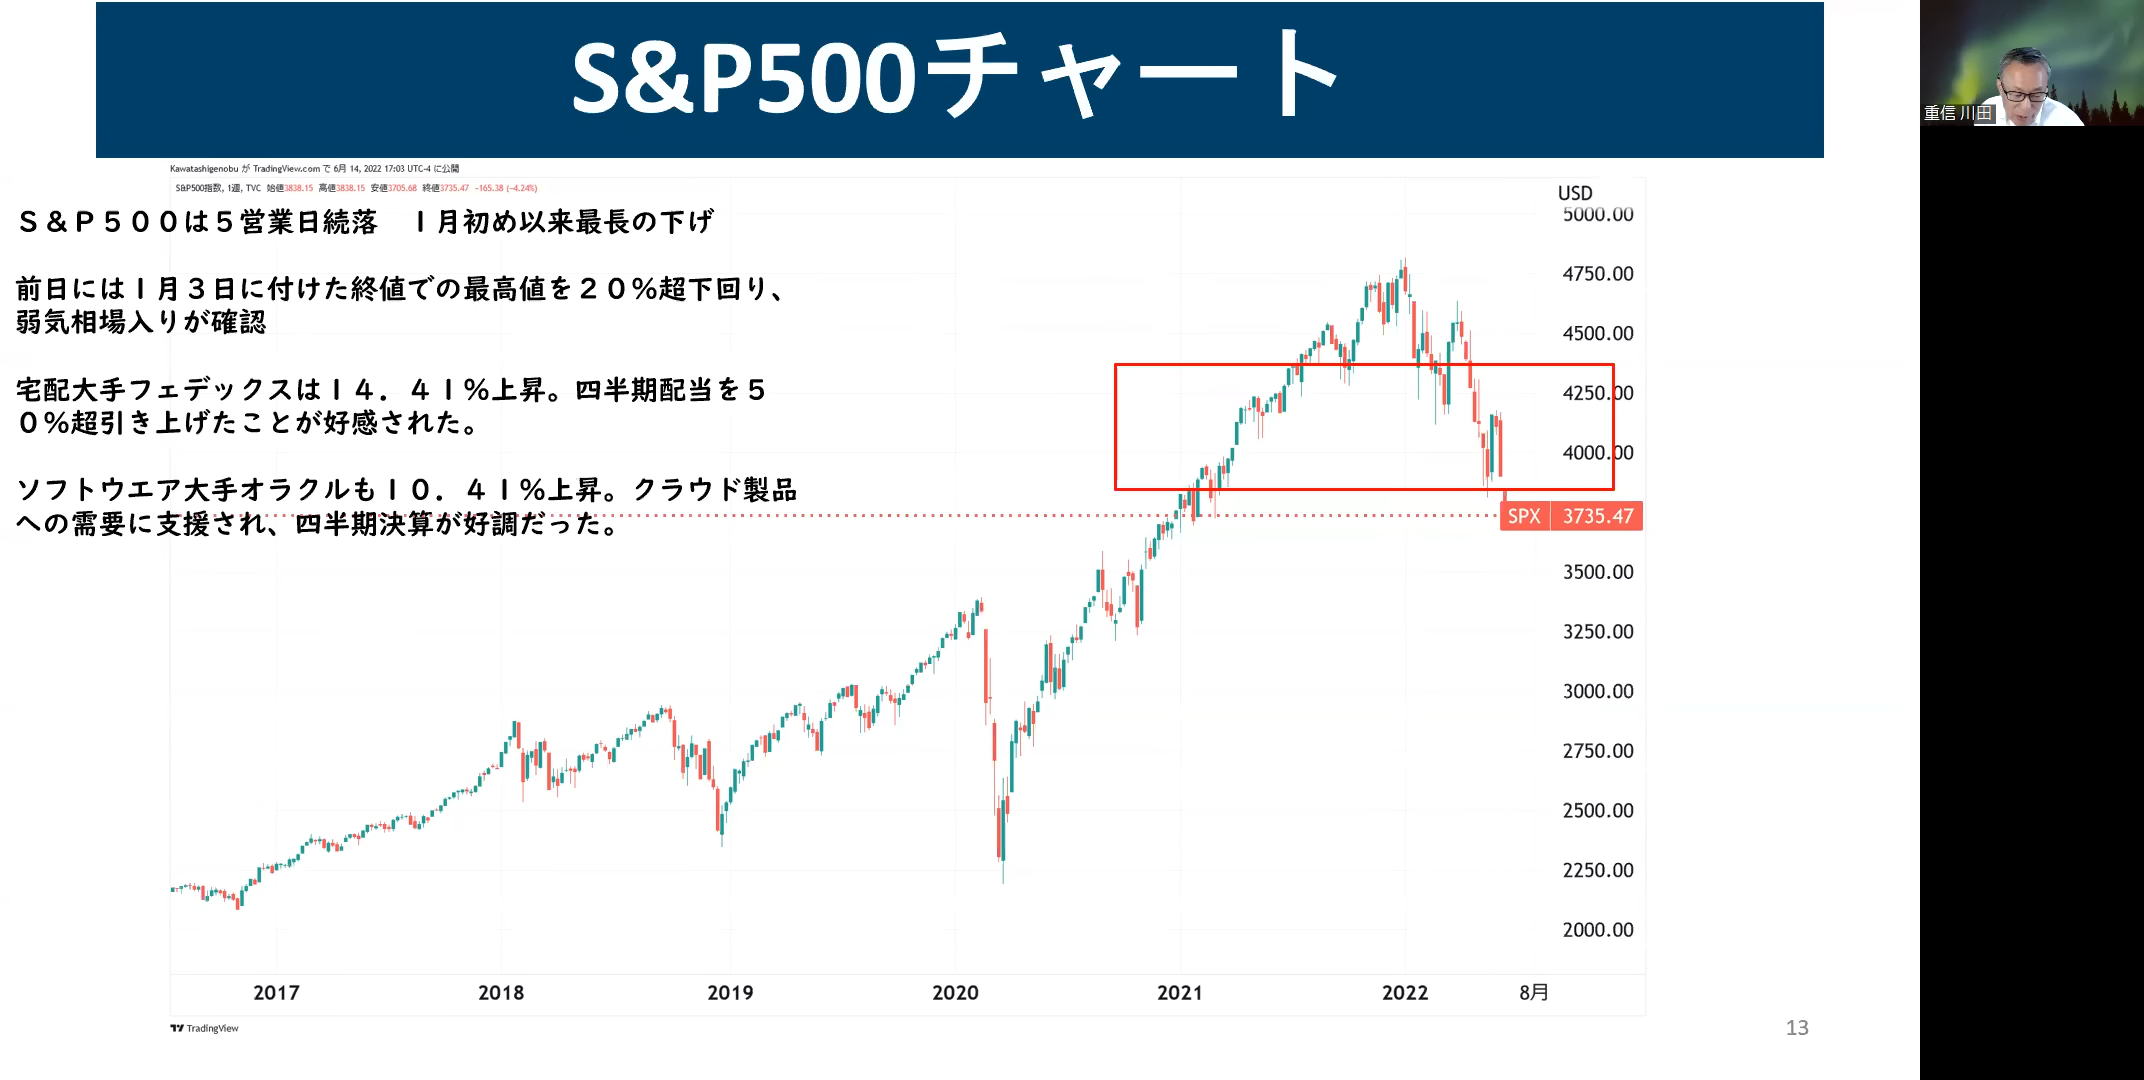 S&P500チャート
重信 川田
Kawatashigenobu が TradingView.com で 6月 14, 2022 17:03 UTC-4 に公開
S&P500指数, 1週, TVC 始値3838.15 高値3838.15 安値3705.68 終値3735.47 -165.38 (-4.24%)
Ｓ＆Ｐ５００は５営業日続落　１月初め以来最長の下げ
前日には１月３日に付けた終値での最高値を２０％超下回り、
弱気相場入りが確認
宅配大手フェデックスは１４．４１％上昇。四半期配当を５
０％超引き上げたことが好感された。
ソフトウエア大手オラクルも１０．４１％上昇。クラウド製品
への需要に支援され、四半期決算が好調だった。
USD
5000.00
4750.00
4500.00
4250.00
4000.00
SPX 3735.47
3500.00
3250.00
3000.00
2750.00
2500.00
2250.00
2000.00
2017 2018 2019 2020 2021 2022 8月
TradingView
13